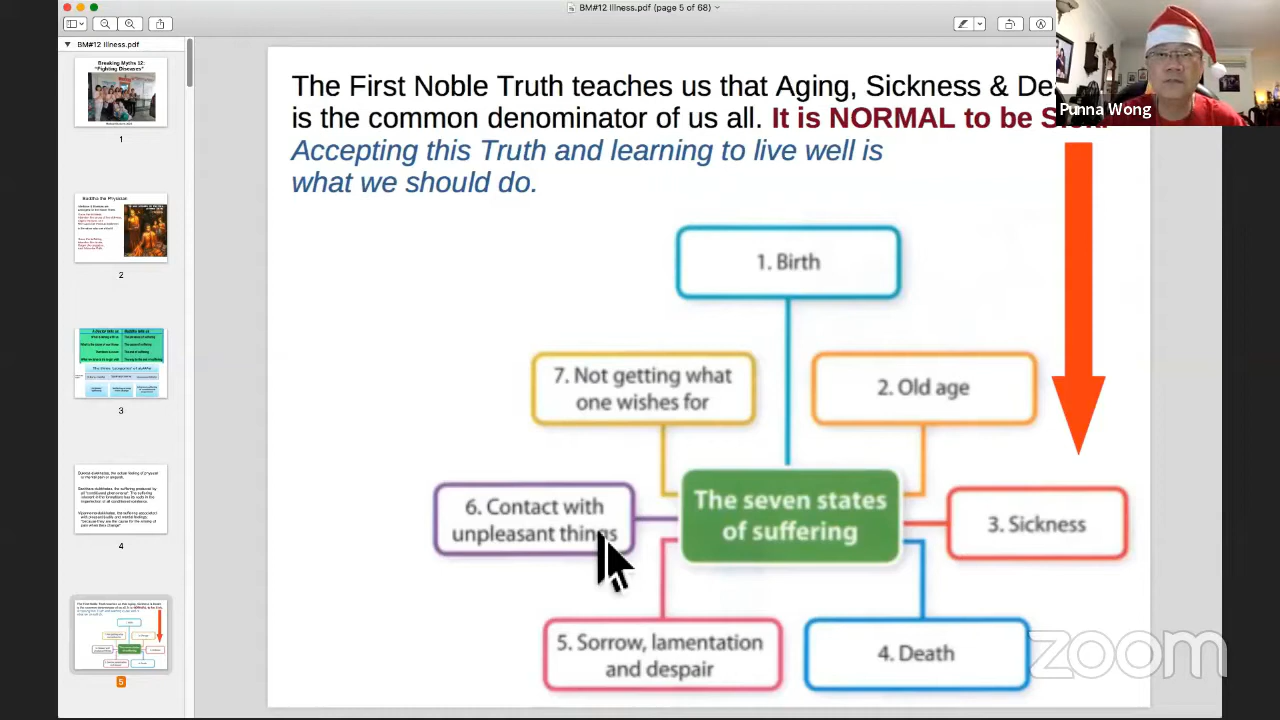 BM#12 Illness.pdf (page 5 of 68)
BM#12 Illness.pdf
Breaking Myths 12:
"Fighting Diseases"
1
Buddha the Physician
2
3
4
5
The First Noble Truth teaches us that Aging, Sickness & De
is the common denominator of us all. It is NORMAL to be
Accepting this Truth and learning to live well is
what we should do.
1. Birth
7. Not getting what
one wishes for
2. Old age
6. Contact with
unpleasant things
The seven states
of suffering
3. Sickness
5. Sorrow, lamentation
and despair
4. Death
Punna Wong
zoom